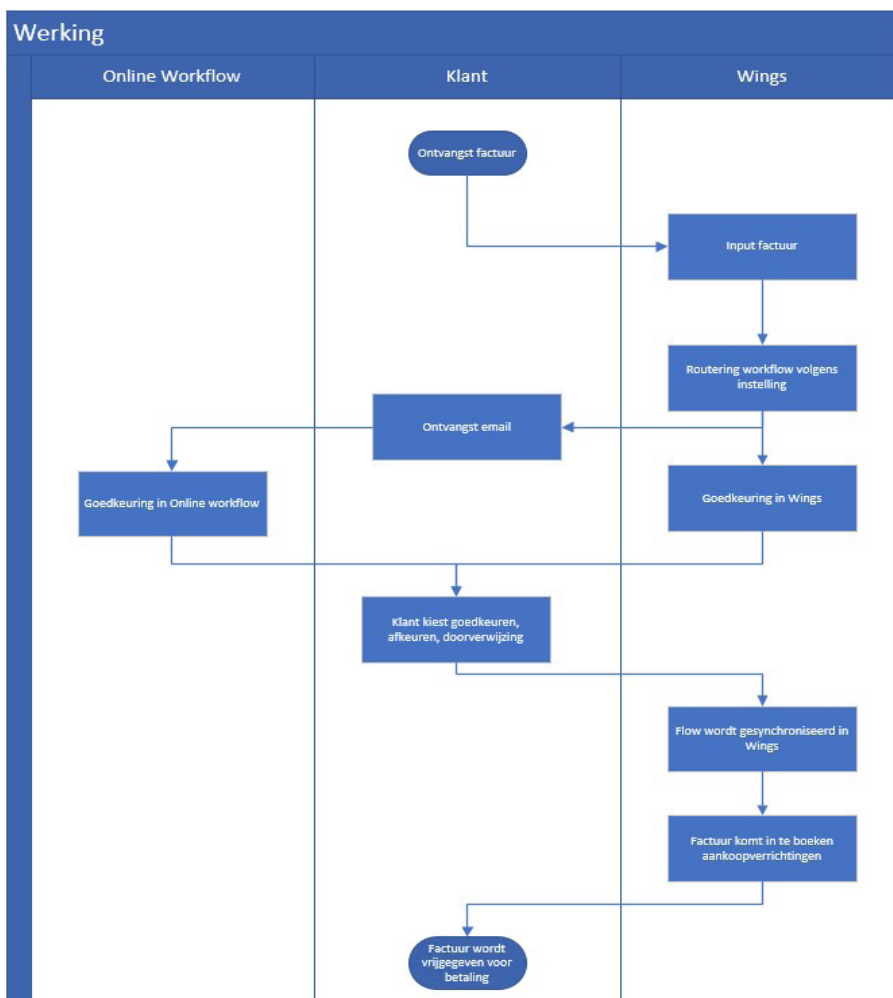 Werking
Online Workflow
Klant
Wings
Ontvangst factuur
Input factuur
Routering workflow volgens
instelling
Ontvangst email
Goedkeuring in Online workflow
Goedkeuring in Wings
Klant kiest goedkeuren,
afkeuren, doorverwijzing
Flow wordt gesynchroniseerd in
Wings
Factuur komt in te boeken
aankoopverrichtingen
Factuur wordt
vrijgegeven voor
betaling